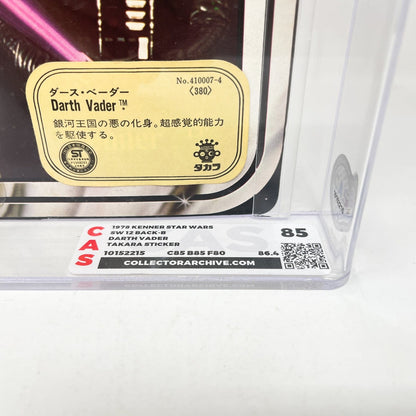 No.410007-4
ダース・ベーダー 〈380〉
Darth Vader™
銀河王国の悪の化身。超感覚的能力
を駆使する。
ST
タカラ
CAS
1978 KENNER STAR WARS
SW 12 BACK-B
DARTH VADER
TAKARA STICKER
85
10152215 C85 B85 F80 86.4
COLLECTORARCHIVE.COM